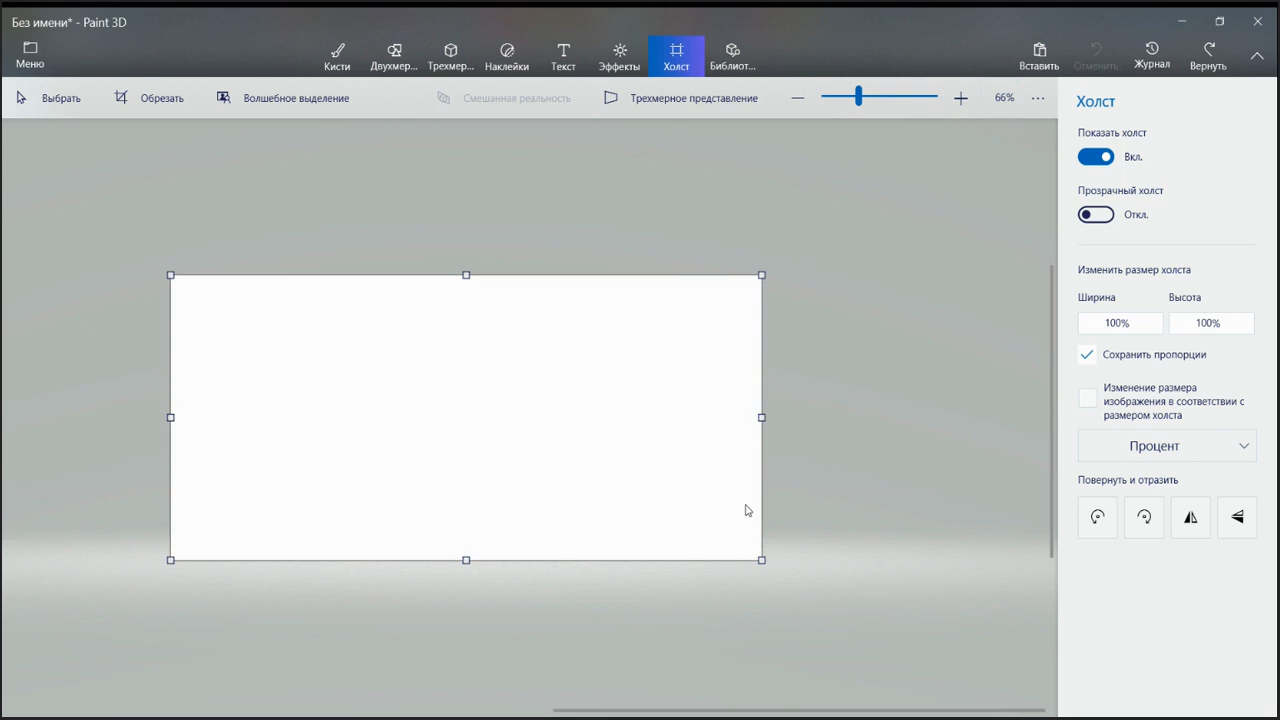 Без имени* - Paint 3D
Меню
Кисти
Двухмер...
Трехмер...
Наклейки
Текст
Эффекты
Холст
Библиот...
Вставить
Отменить
Журнал
Вернуть
Выбрать
Обрезать
Волшебное выделение
Смешанная реальность
Трехмерное представление
66%
Холст
Показать холст
Вкл.
Прозрачный холст
Откл.
Изменить размер холста
Ширина
Высота
100%
100%
Сохранить пропорции
Изменение размера
изображения в соответствии с
размером холста
Процент
Повернуть и отразить